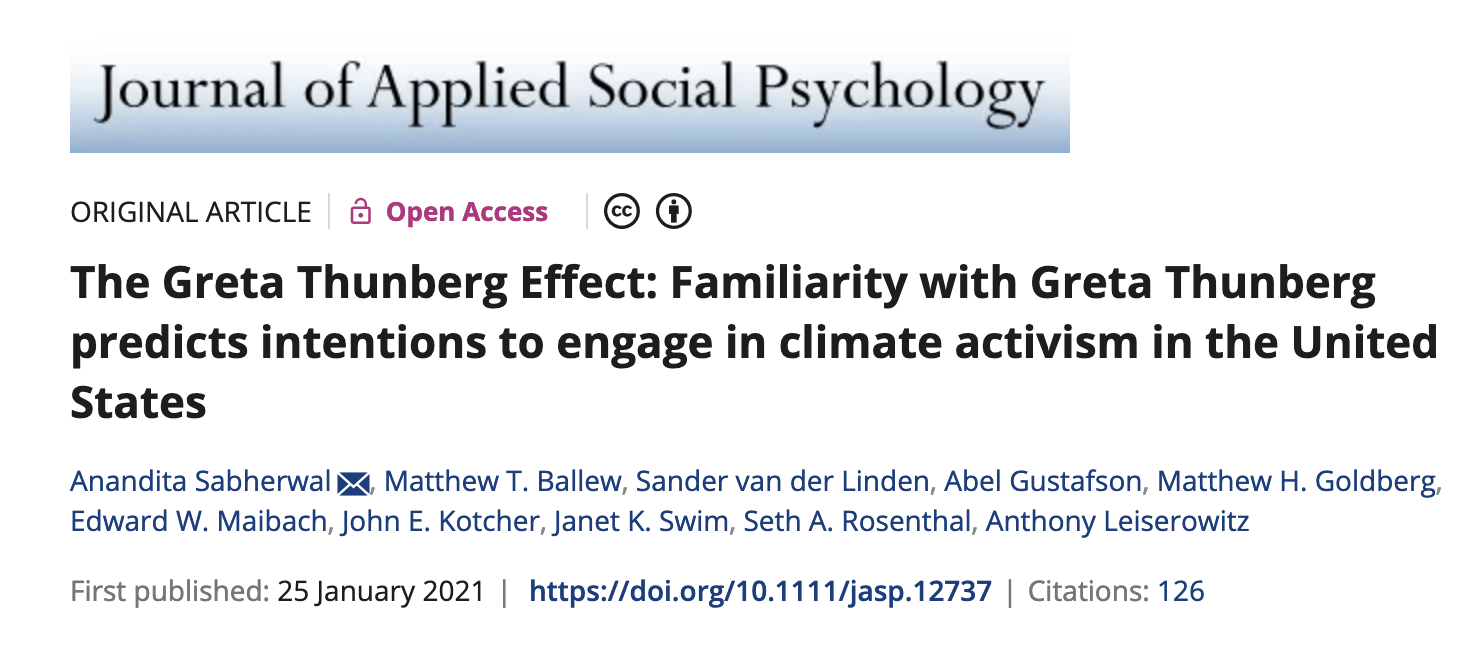 Journal of Applied Social Psychology
ORIGINAL ARTICLE | Open Access | cc
The Greta Thunberg Effect: Familiarity with Greta Thunberg
predicts intentions to engage in climate activism in the United
States
Anandita Sabherwal, Matthew T. Ballew, Sander van der Linden, Abel Gustafson, Matthew H. Goldberg,
Edward W. Maibach, John E. Kotcher, Janet K. Swim, Seth A. Rosenthal, Anthony Leiserowitz
First published: 25 January 2021 | https://doi.org/10.1111/jasp.12737 | Citations: 126